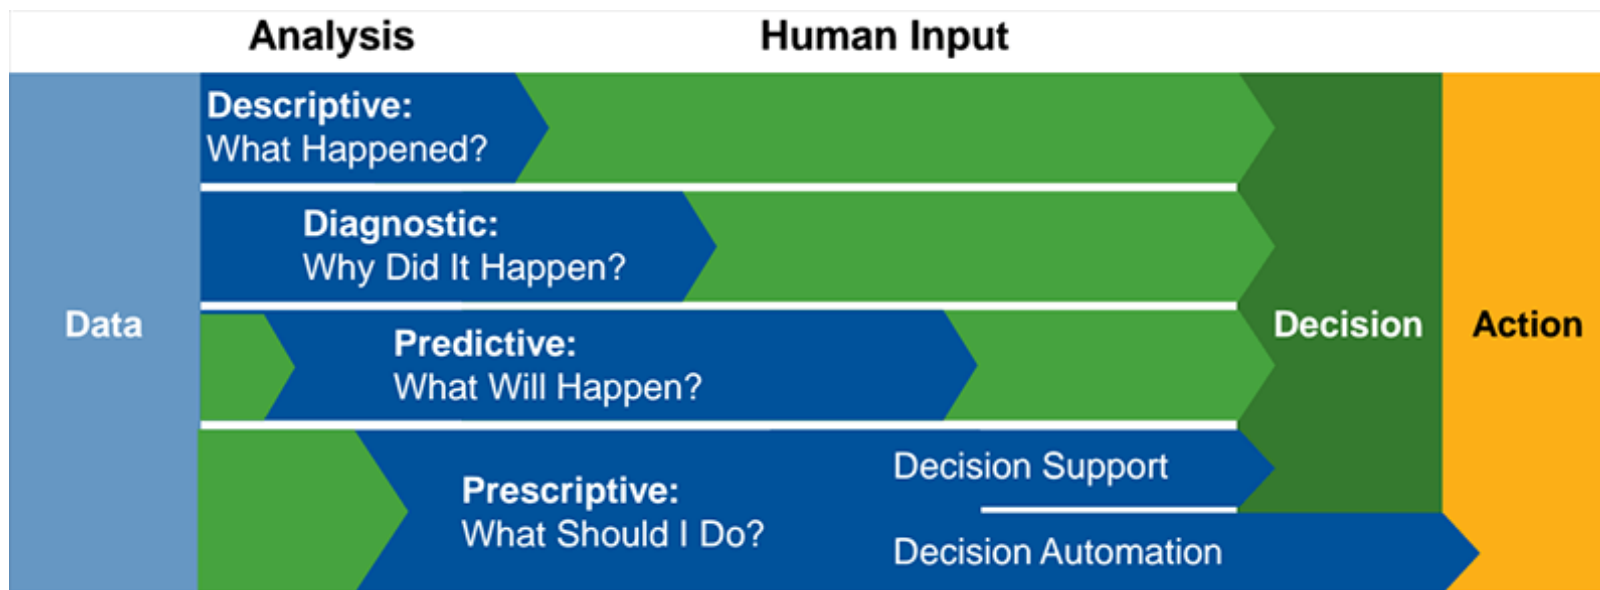 Analysis
Human Input
Descriptive:
What Happened?
Diagnostic:
Why Did It Happen?
Data
Predictive:
What Will Happen?
Decision
Action
Prescriptive:
What Should I Do?
Decision Support
Decision Automation